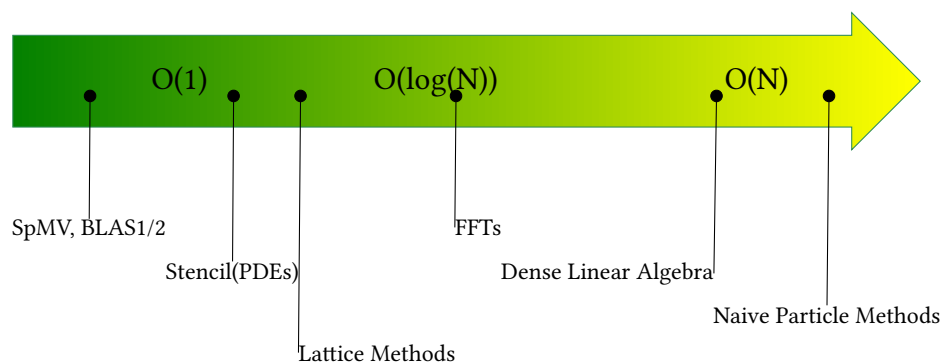 O(1)
O(log(N))
O(N)
SpMV, BLAS1/2
FFTs
Stencil(PDEs)
Dense Linear Algebra
Naive Particle Methods
Lattice Methods